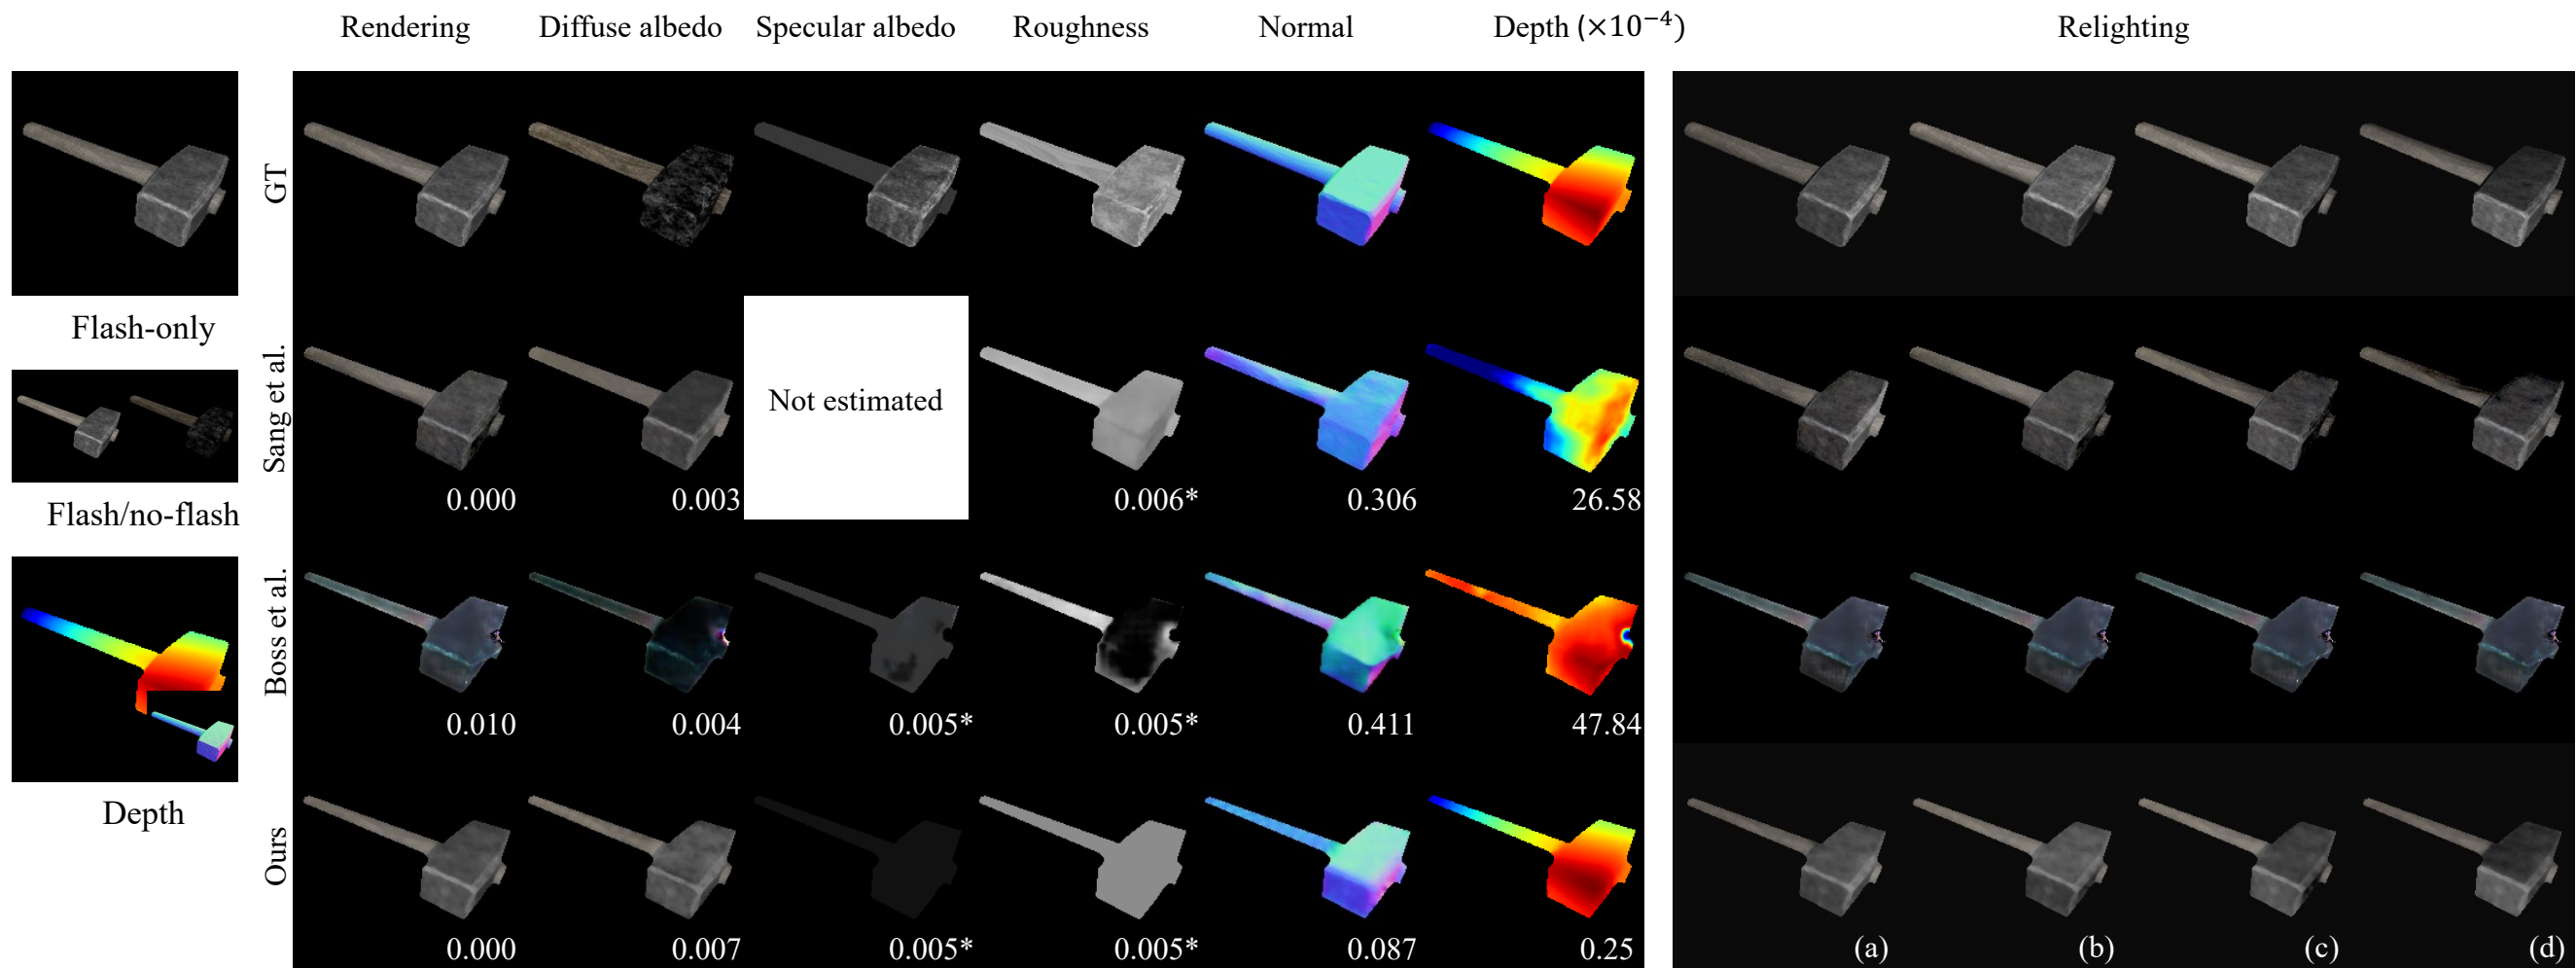 Rendering Diffuse albedo Specular albedo Roughness Normal Depth (×10⁻⁴) Relighting
GT
Flash-only
Sang et al.
Not estimated
0.000 0.003 0.006* 0.306 26.58
Flash/no-flash
Boss et al.
0.010 0.004 0.005* 0.005* 0.411 47.84
Depth
Ours
0.000 0.007 0.005* 0.005* 0.087 0.25 (a) (b) (c) (d)